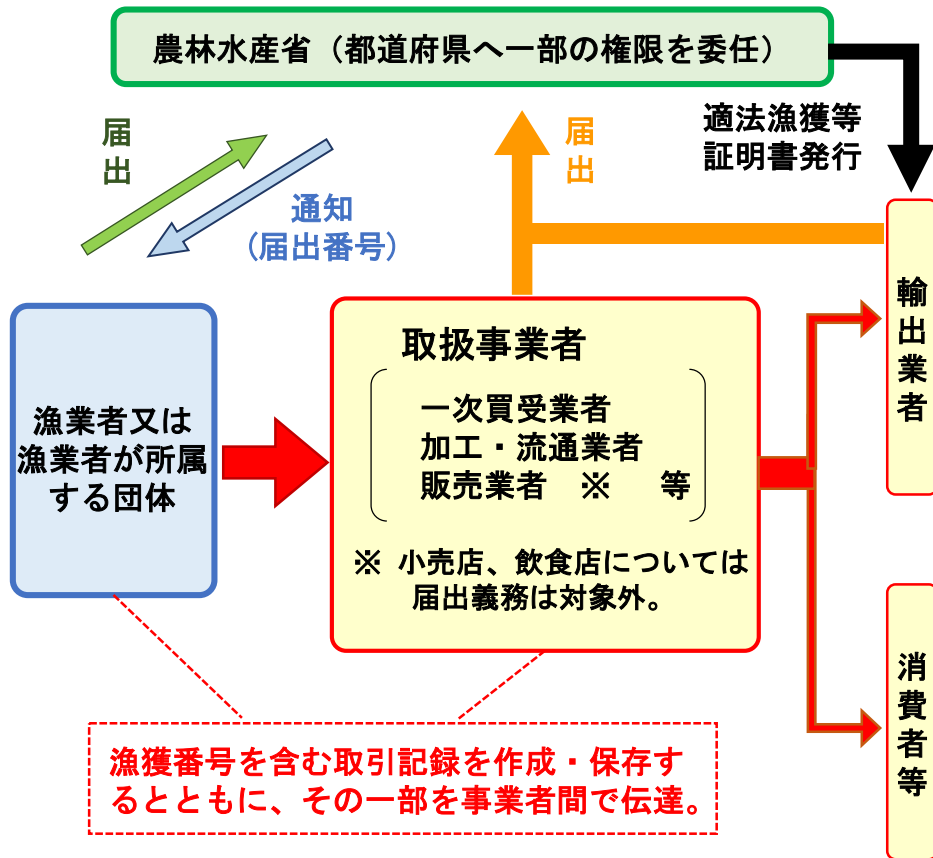 農林水産省（都道府県へ一部の権限を委任）
届
出
通知
(届出番号)
届
出
適法漁獲等
証明書発行
漁業者又は
漁業者が所属
する団体
取扱事業者
一次買受業者
加工・流通業者
販売業者　※　等
※ 小売店、飲食店については
届出義務は対象外。
輸
出
業
者
消
費
者
等
漁獲番号を含む取引記録を作成・保存す
るとともに、その一部を事業者間で伝達。